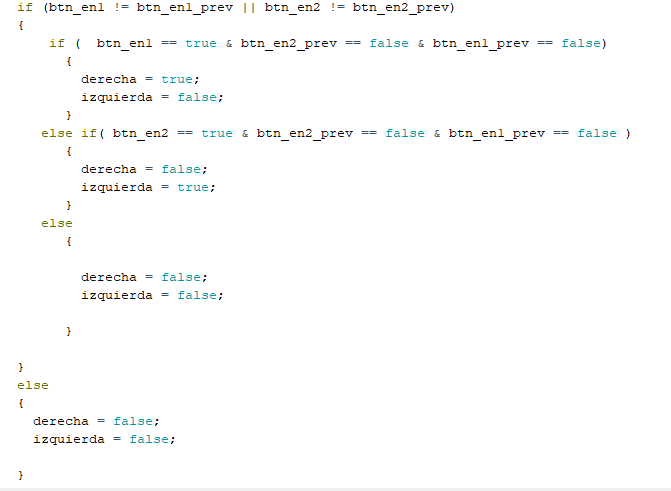 if (btn_en1 != btn_en1_prev || btn_en2 != btn_en2_prev)
{
if ( btn_en1 == true & btn_en2_prev == false & btn_en1_prev == false)
{
derecha = true;
izquierda = false;
}
else if( btn_en2 == true & btn_en2_prev == false & btn_en1_prev == false )
{
derecha = false;
izquierda = true;
}
else
{
derecha = false;
izquierda = false;
}
}
else
{
derecha = false;
izquierda = false;
}